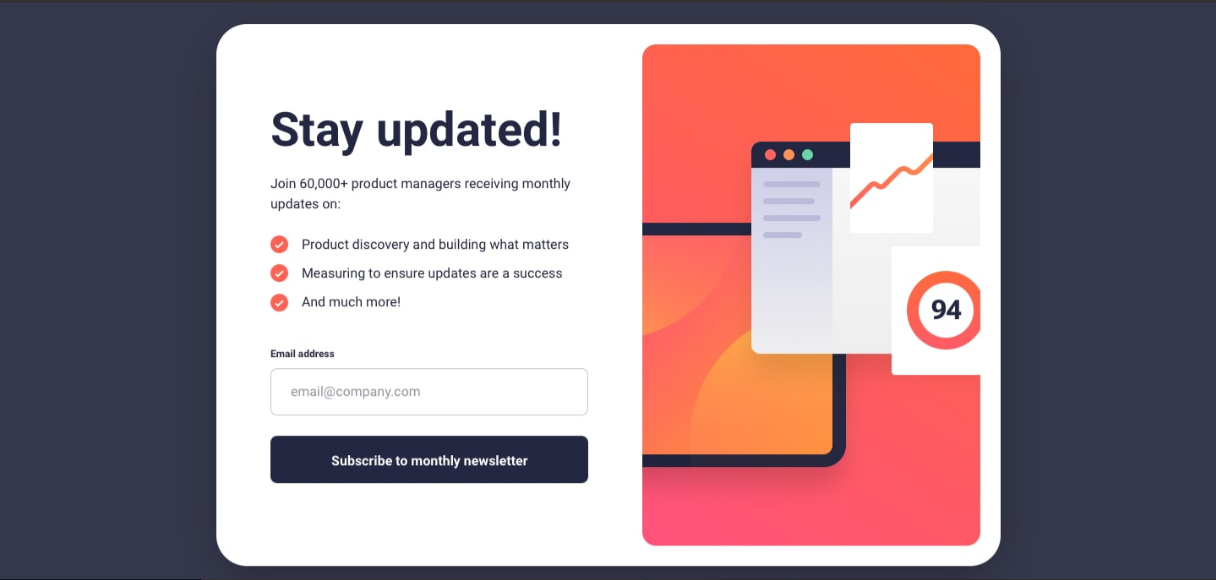 Stay updated!
Join 60,000+ product managers receiving monthly
updates on:
Product discovery and building what matters
Measuring to ensure updates are a success
And much more!
Email address
email@company.com
Subscribe to monthly newsletter
94